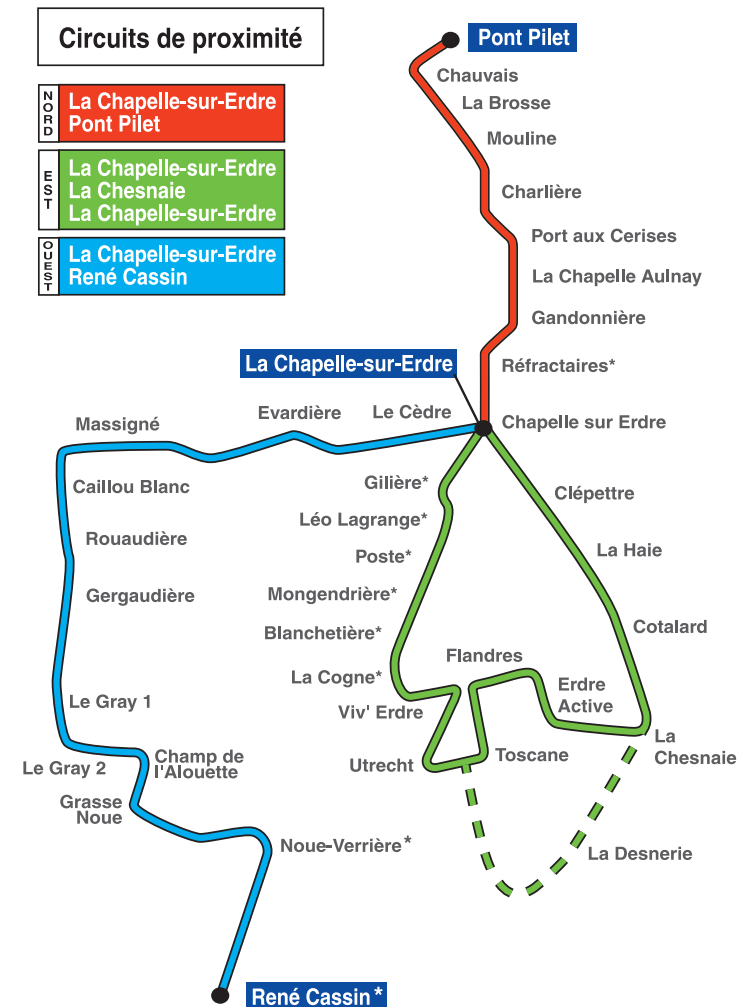 Circuits de proximité
NORD
La Chapelle-sur-Erdre
Pont Pilet
EST
La Chapelle-sur-Erdre
La Chesnaie
La Chapelle-sur-Erdre
OUEST
La Chapelle-sur-Erdre
René Cassin
Pont Pilet
Chauvais
La Brosse
Mouline
Charlière
Port aux Cerises
La Chapelle Aulnay
Gandonnière
Réfractaires*
La Chapelle-sur-Erdre
Chapelle sur Erdre
Le Cèdre
Evardière
Massigné
Caillou Blanc
Rouaudière
Gergaudière
Le Gray 1
Le Gray 2
Champ de
l'Alouette
Grasse
Noue
Noue-Verrière*
René Cassin*
Gilière*
Léo Lagrange*
Poste*
Mongendrière*
Blanchetière*
La Cogne*
Viv' Erdre
Utrecht
Toscane
Flandres
Erdre
Active
La
Chesnaie
La Desnerie
Cotalard
La Haie
Clépettre